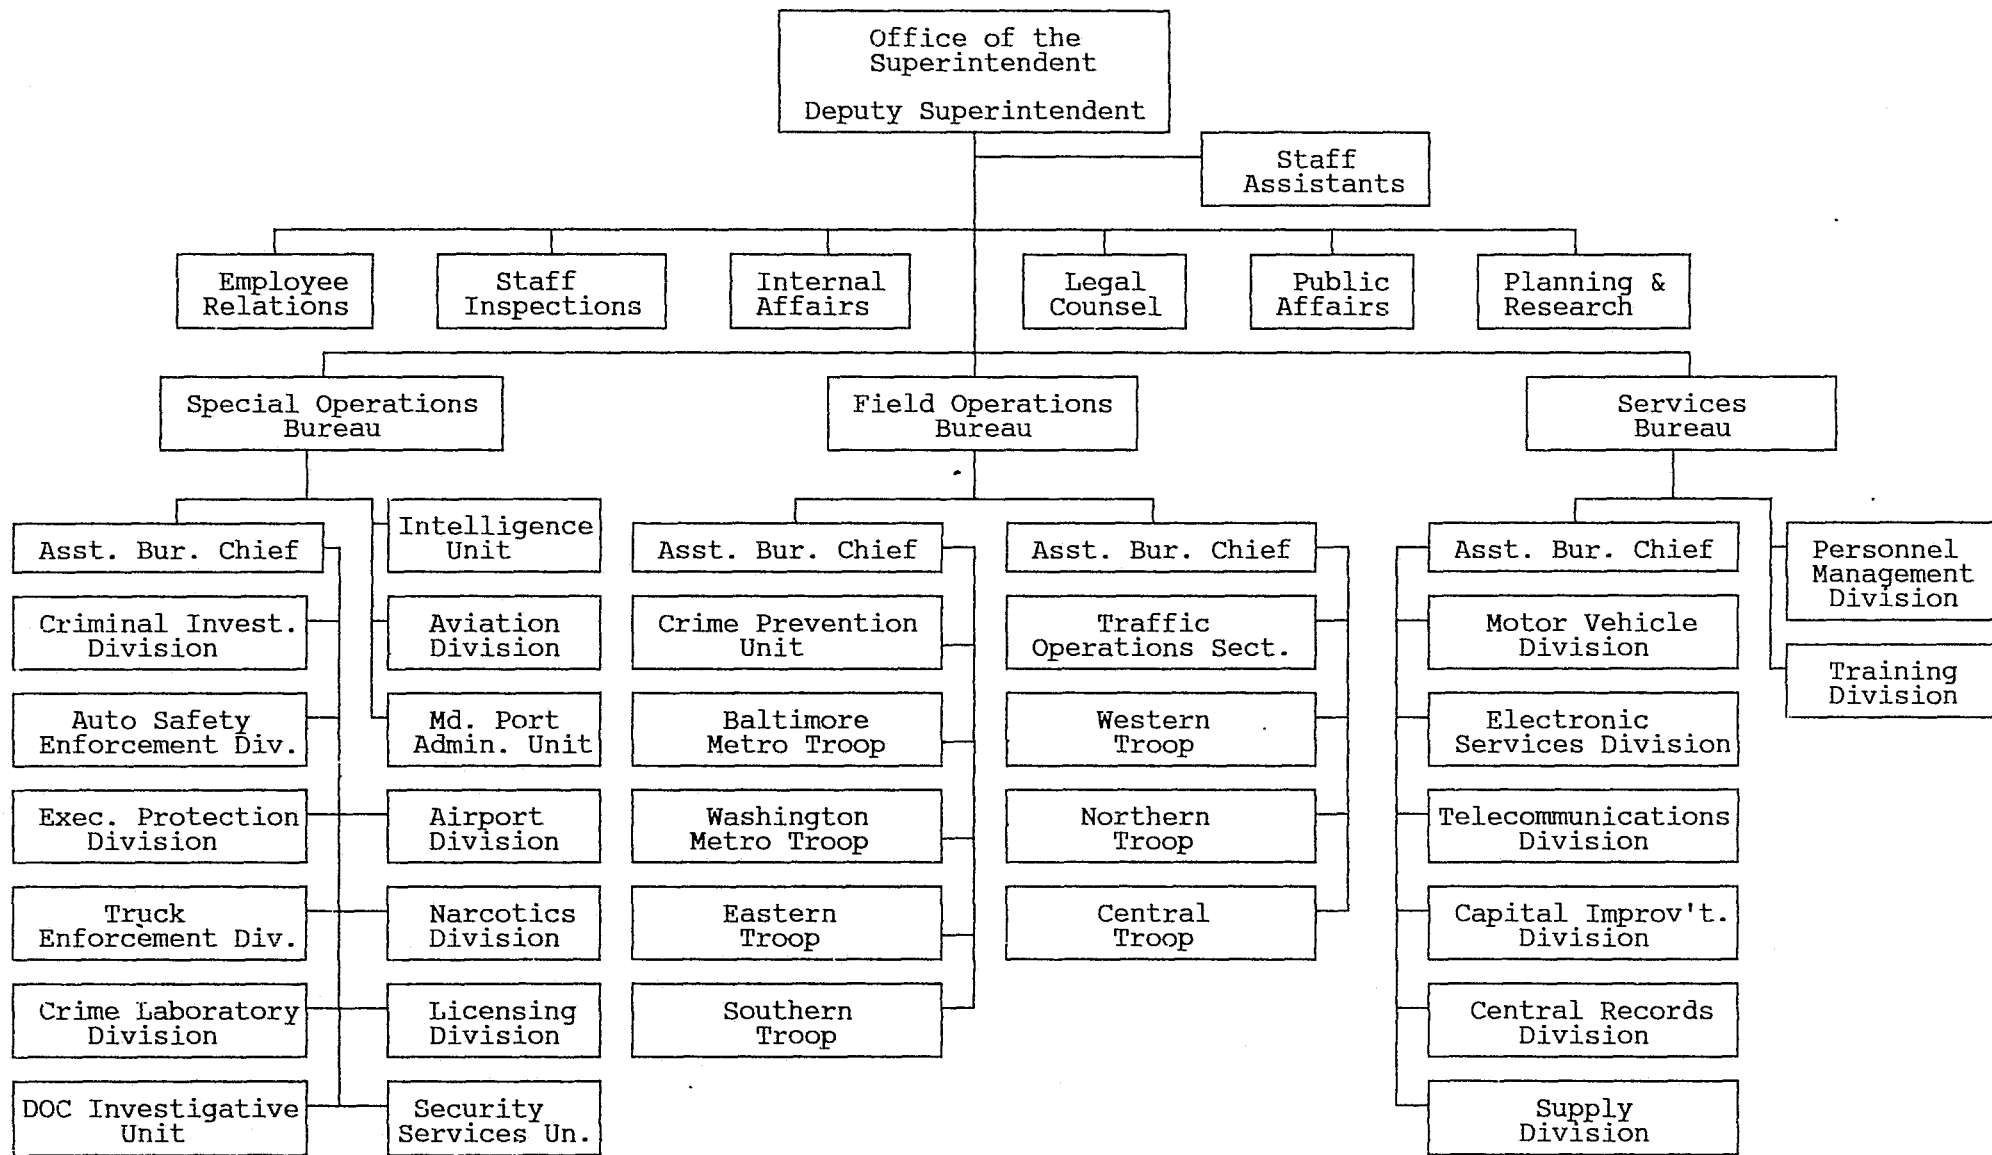 Office of the
Superintendent
Deputy Superintendent
Staff
Assistants
Employee
Relations
Staff
Inspections
Internal
Affairs
Legal
Counsel
Public
Affairs
Planning &
Research
Special Operations
Bureau
Field Operations
Bureau
Services
Bureau
Asst. Bur. Chief
Criminal Invest.
Division
Auto Safety
Enforcement Div.
Exec. Protection
Division
Truck
Enforcement Div.
Crime Laboratory
Division
DOC Investigative
Unit
Intelligence
Unit
Aviation
Division
Md. Port
Admin. Unit
Airport
Division
Narcotics
Division
Licensing
Division
Security
Services Un.
Asst. Bur. Chief
Crime Prevention
Unit
Baltimore
Metro Troop
Washington
Metro Troop
Eastern
Troop
Southern
Troop
Asst. Bur. Chief
Traffic
Operations Sect.
Western
Troop
Northern
Troop
Central
Troop
Asst. Bur. Chief
Motor Vehicle
Division
Electronic
Services Division
Telecommunications
Division
Capital Improv't.
Division
Central Records
Division
Supply
Division
Personnel
Management
Division
Training
Division